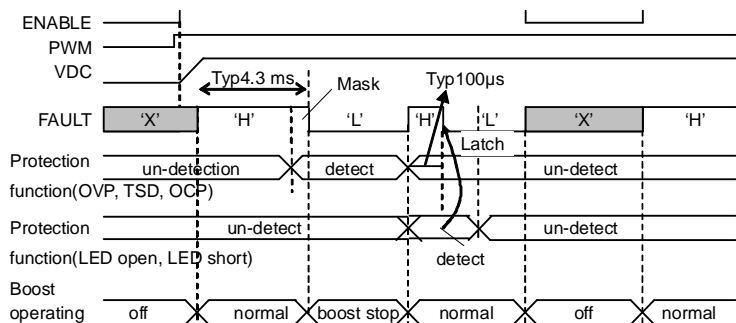 ENABLE
PWM
VDC
Typ4.3 ms
Mask
Typ100µs
FAULT
‘X’ ‘H’ ‘L’ ‘H’ ‘L’ ‘X’ ‘H’
Latch
Protection
function(OVP, TSD, OCP)
un-detection detect un-detect
Protection
function(LED open, LED short)
un-detect detect un-detect
Boost
operating
off normal boost stop normal off normal